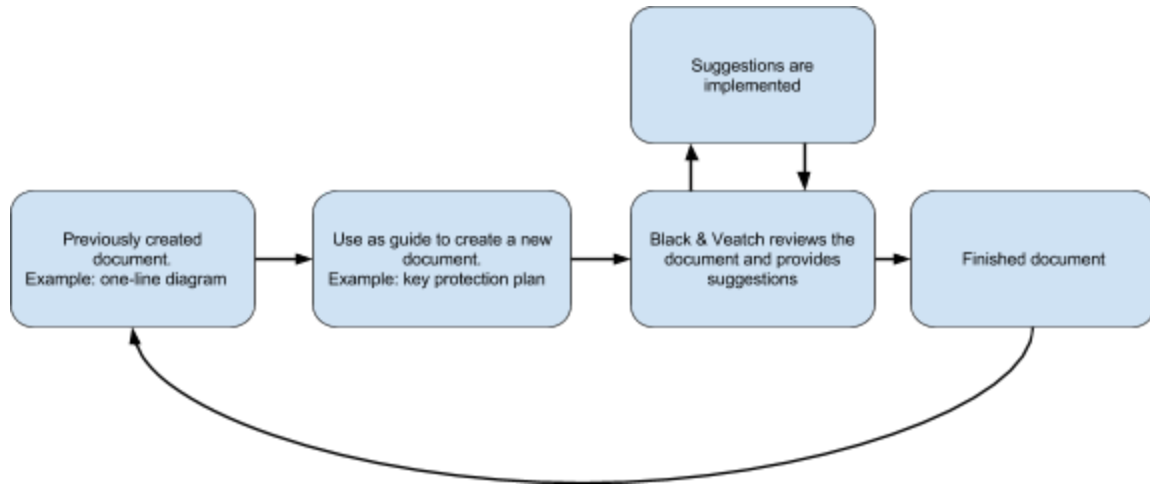 Suggestions are
implemented
Previously created
document.
Example: one-line diagram
Use as guide to create a new
document.
Example: key protection plan
Black & Veatch reviews the
document and provides
suggestions
Finished document